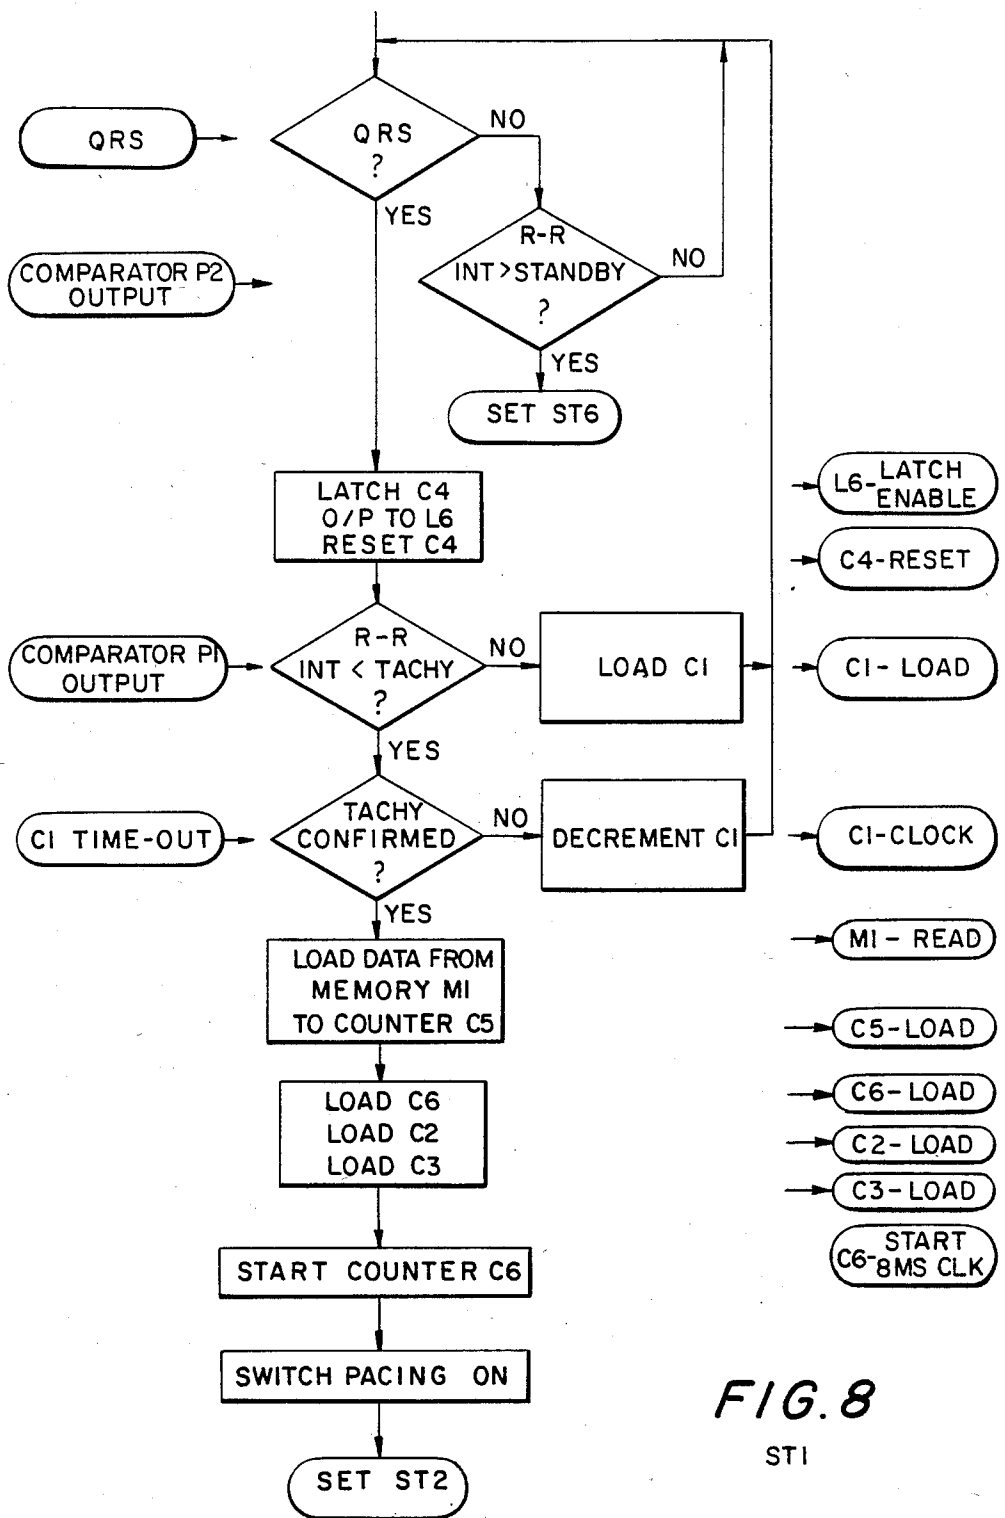 QRS
QRS
?
NO
YES
COMPARATOR P2
OUTPUT
R-R
INT > STANDBY
?
NO
YES
SET ST6
LATCH C4
O/P TO L6
RESET C4
L6-LATCH
ENABLE
C4-RESET
COMPARATOR P1
OUTPUT
R-R
INT < TACHY
?
NO
LOAD C1
C1-LOAD
YES
C1 TIME-OUT
TACHY
CONFIRMED
?
NO
DECREMENT C1
C1-CLOCK
YES
LOAD DATA FROM
MEMORY M1
TO COUNTER C5
M1-READ
C5-LOAD
LOAD C6
LOAD C2
LOAD C3
C6-LOAD
C2-LOAD
C3-LOAD
START COUNTER C6
START
C6-8MS CLK
SWITCH PACING ON
SET ST2
FIG. 8
ST1